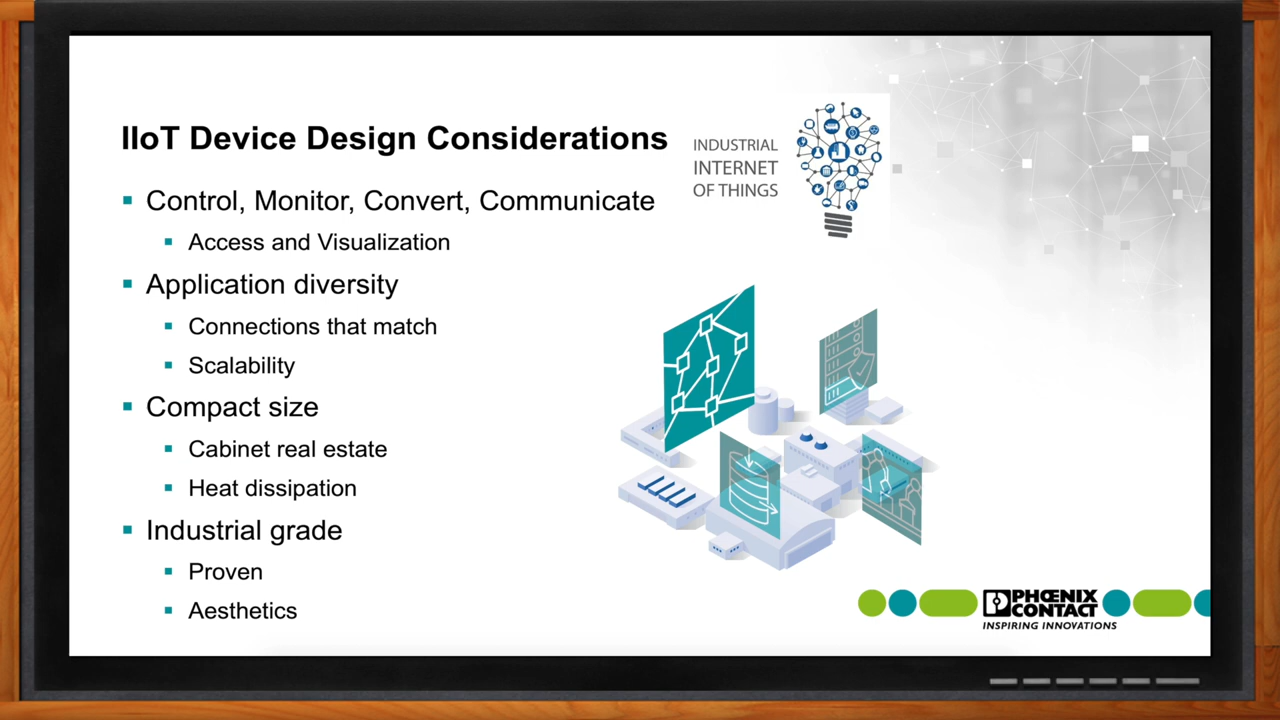 IIoT Device Design Considerations
INDUSTRIAL
INTERNET
OF THINGS
▪ Control, Monitor, Convert, Communicate
▪ Access and Visualization
▪ Application diversity
▪ Connections that match
▪ Scalability
▪ Compact size
▪ Cabinet real estate
▪ Heat dissipation
▪ Industrial grade
▪ Proven
▪ Aesthetics
PHŒNIX
CONTACT
INSPIRING INNOVATIONS